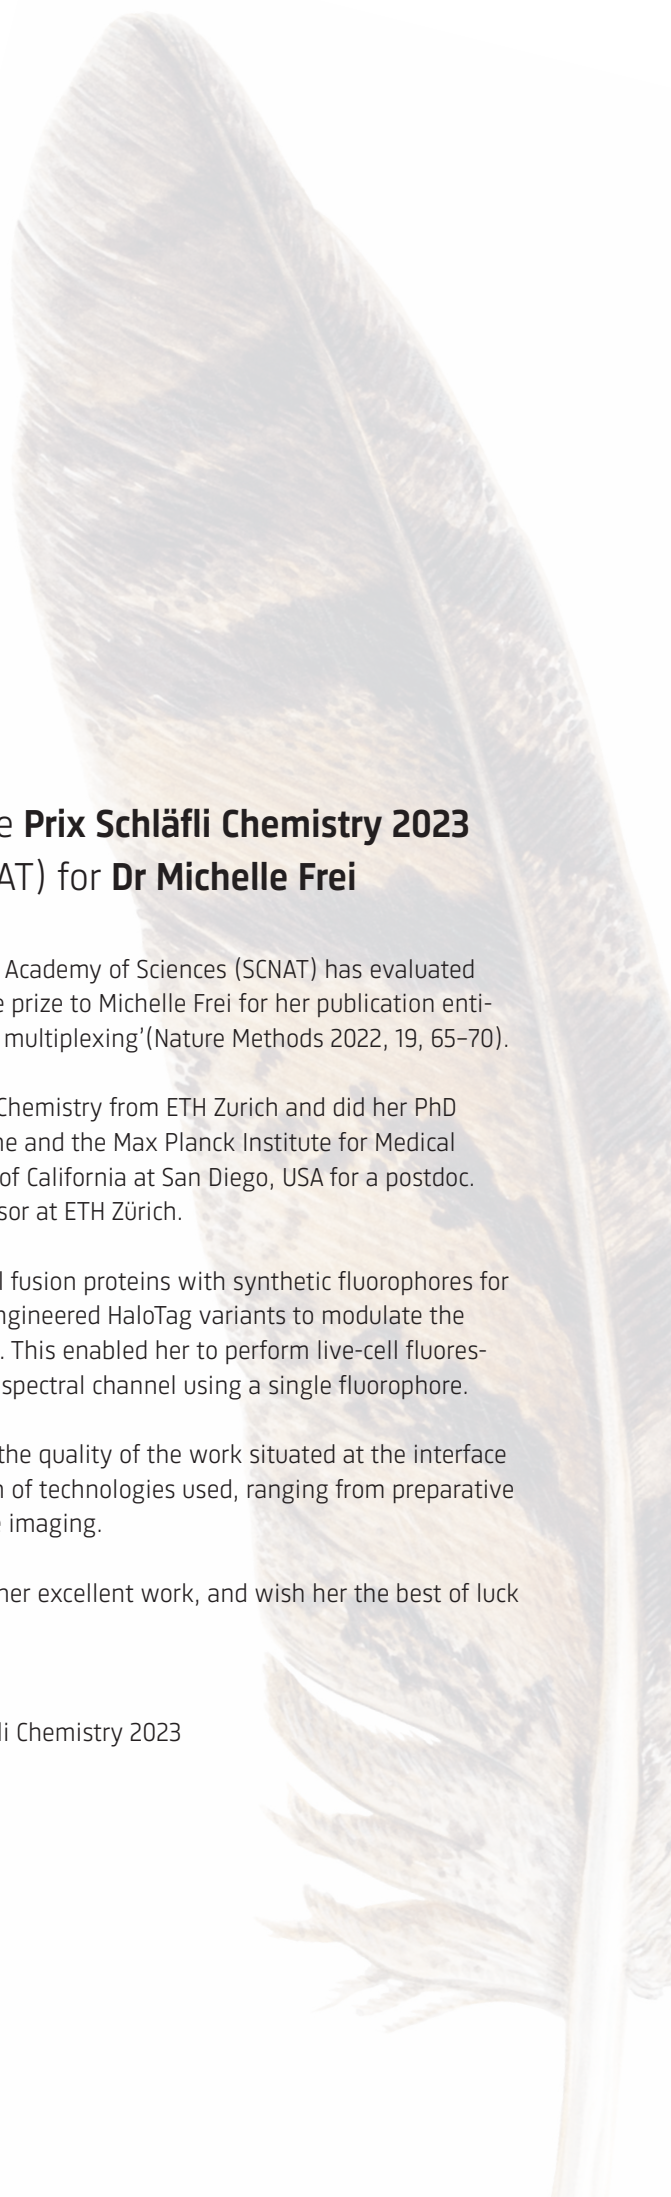 e Prix Schläfli Chemistry 2023
AT) for Dr Michelle Frei
Academy of Sciences (SCNAT) has evaluated
e prize to Michelle Frei for her publication enti-
multiplexing’(Nature Methods 2022, 19, 65–70).
Chemistry from ETH Zurich and did her PhD
ne and the Max Planck Institute for Medical
of California at San Diego, USA for a postdoc.
sor at ETH Zürich.
l fusion proteins with synthetic fluorophores for
ngineered HaloTag variants to modulate the
. This enabled her to perform live-cell fluores-
spectral channel using a single fluorophore.
the quality of the work situated at the interface
n of technologies used, ranging from preparative
e imaging.
her excellent work, and wish her the best of luck
li Chemistry 2023